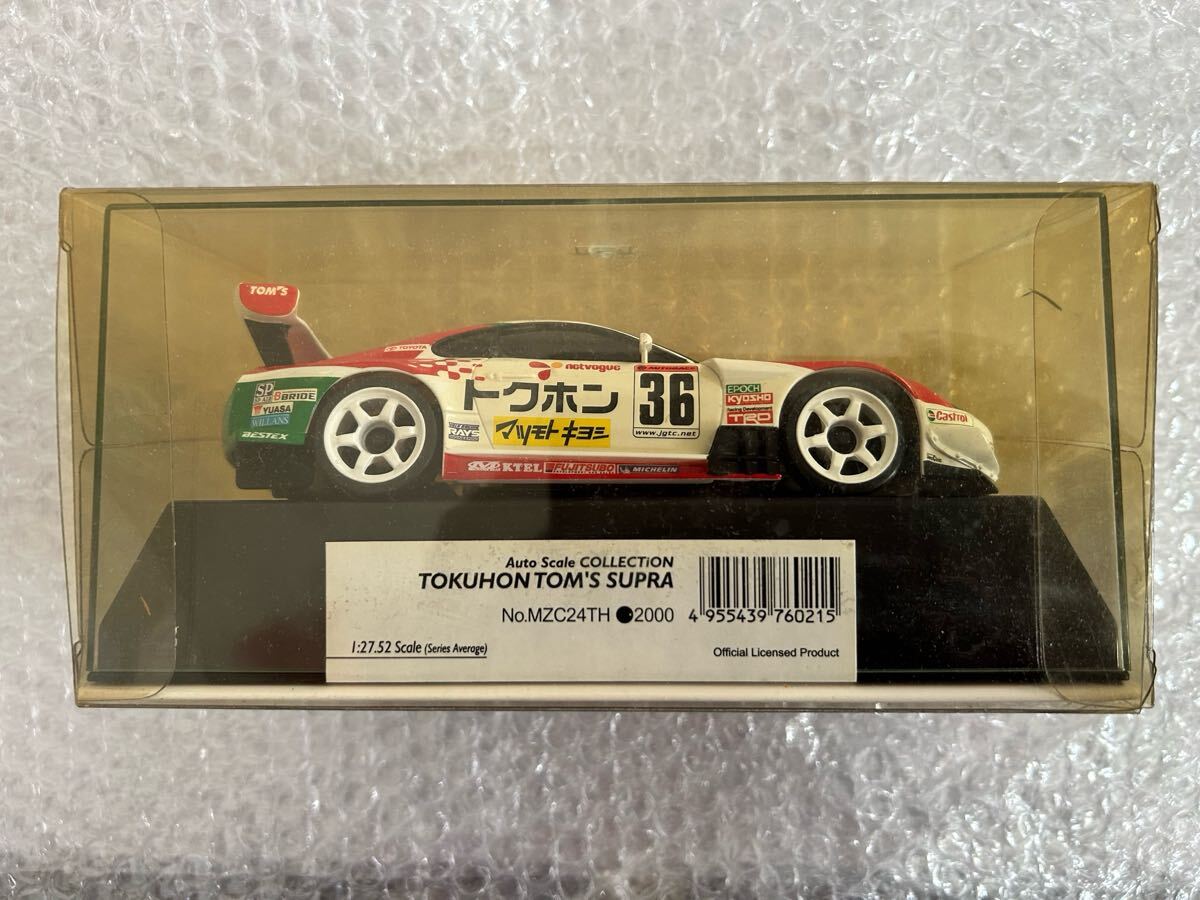 TOM'S
TOYOTA
netvogue
トクホン
36
AUTOBACS
www.jgtc.net
EPOCH
KYOSHO
TRD
Castrol
SP
BRIDE
YUASA
WILLANS
BESTEX
RAYS
マツモトキヨシ
KTEL
FUJITSUBO
MICHELIN
Auto Scale COLLECTION
TOKUHON TOM'S SUPRA
No.MZC24TH ●2000
4 955439 760215
1:27.52 Scale (Series Average)
Official Licensed Product